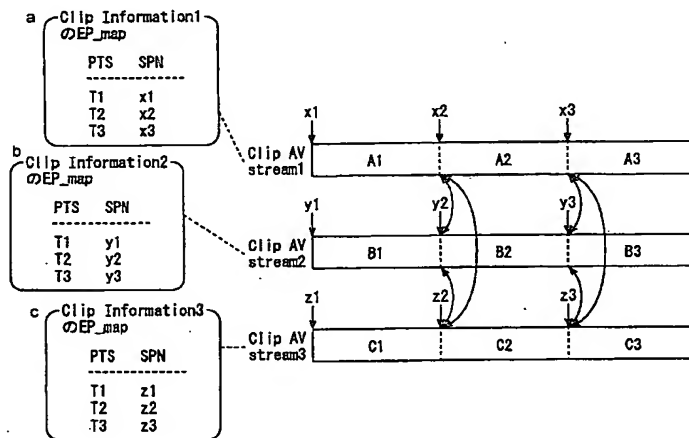 a
Clip Information1
のEP_map
PTS SPN
T1 x1
T2 x2
T3 x3
b
Clip Information2
のEP_map
PTS SPN
T1 y1
T2 y2
T3 y3
c
Clip Information3
のEP_map
PTS SPN
T1 z1
T2 z2
T3 z3
x1 x2 x3
Clip AV
stream1
A1 A2 A3
y1 y2 y3
Clip AV
stream2
B1 B2 B3
z1 z2 z3
Clip AV
stream3
C1 C2 C3